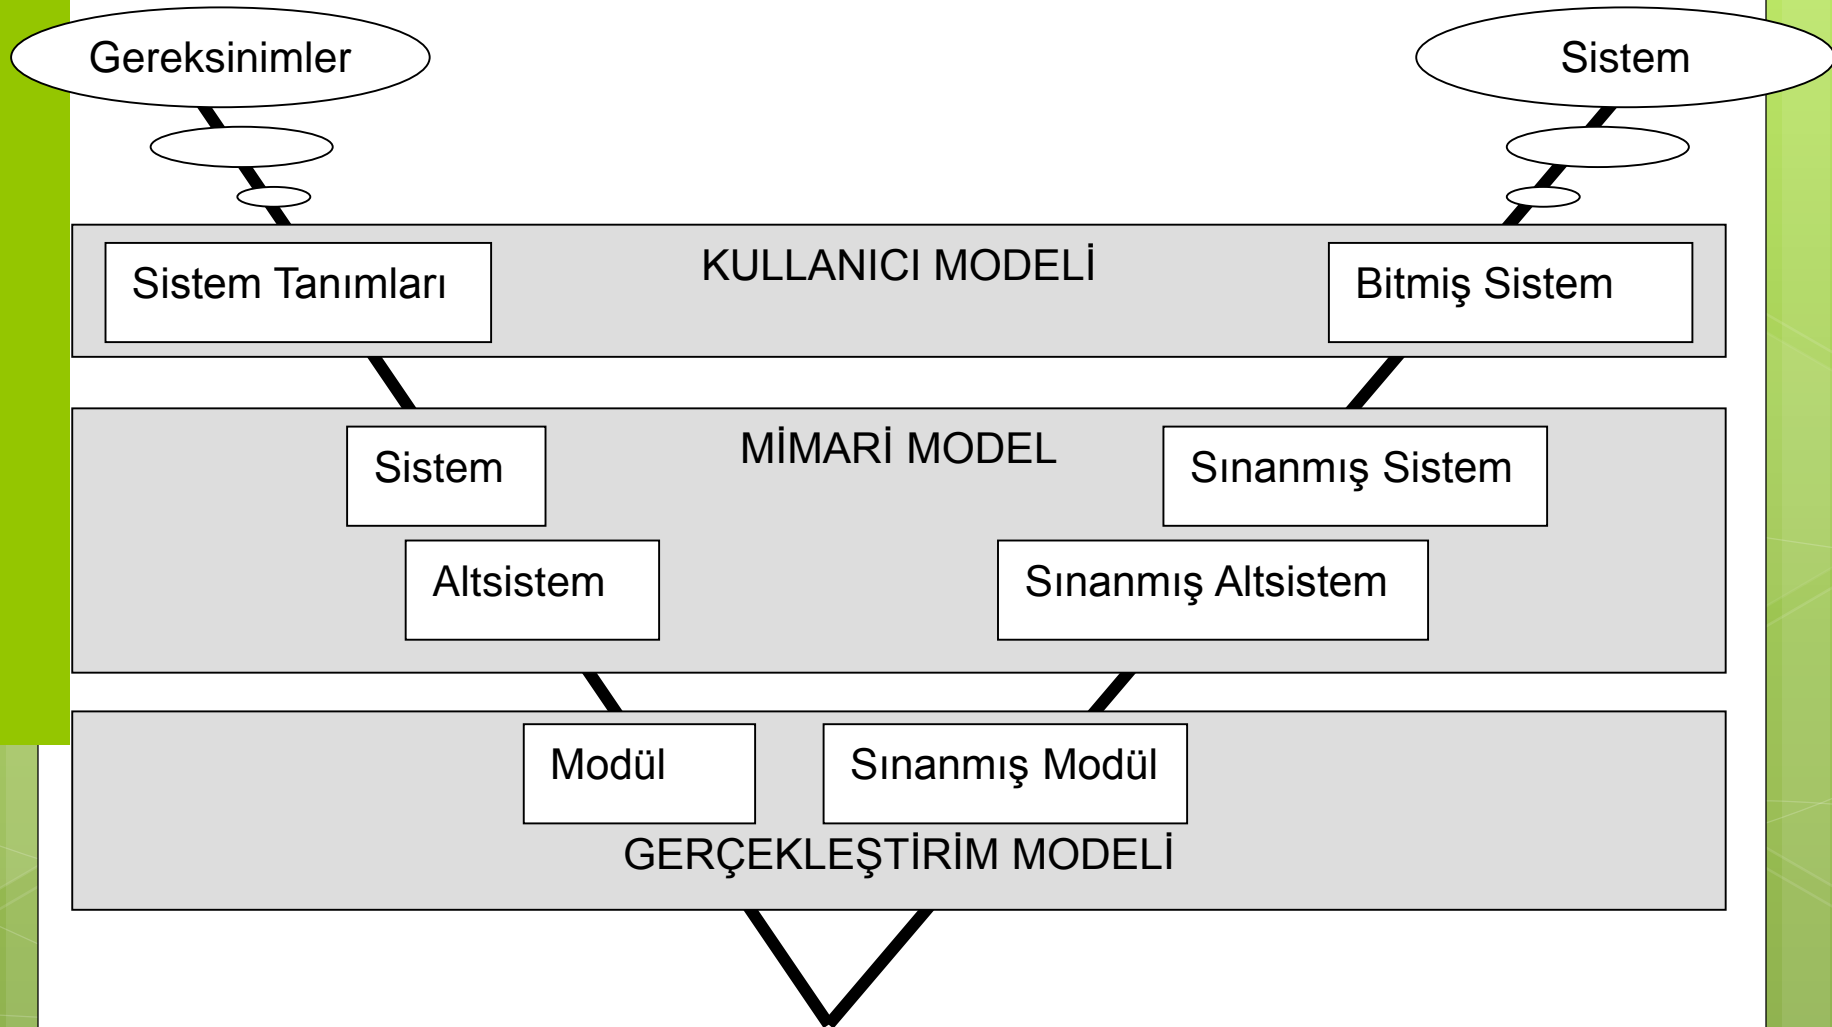 Gereksinimler
Sistem
KULLANICI MODELİ
Sistem Tanımları
Bitmiş Sistem
MİMARİ MODEL
Sistem
Sınanmış Sistem
Altsistem
Sınanmış Altsistem
Modül
Sınanmış Modül
GERÇEKLEŞTİRİM MODELİ